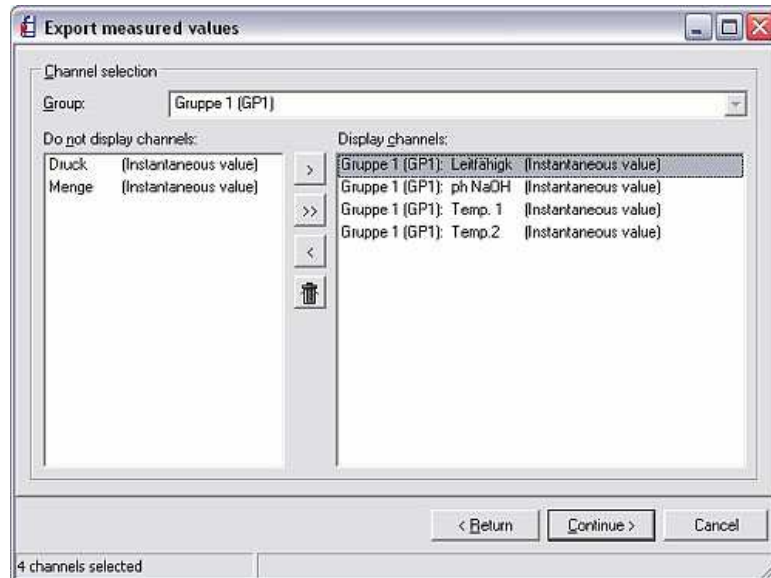 Export measured values
Channel selection
Group: Gruppe 1 (GP1)
Do not display channels:
Druck (Instantaneous value)
Menge (Instantaneous value)
>
>>
<
Display channels:
Gruppe 1 (GP1): Leitfähigk (Instantaneous value)
Gruppe 1 (GP1): ph NaOH (Instantaneous value)
Gruppe 1 (GP1): Temp. 1 (Instantaneous value)
Gruppe 1 (GP1): Temp.2 (Instantaneous value)
< Return
Continue >
Cancel
4 channels selected